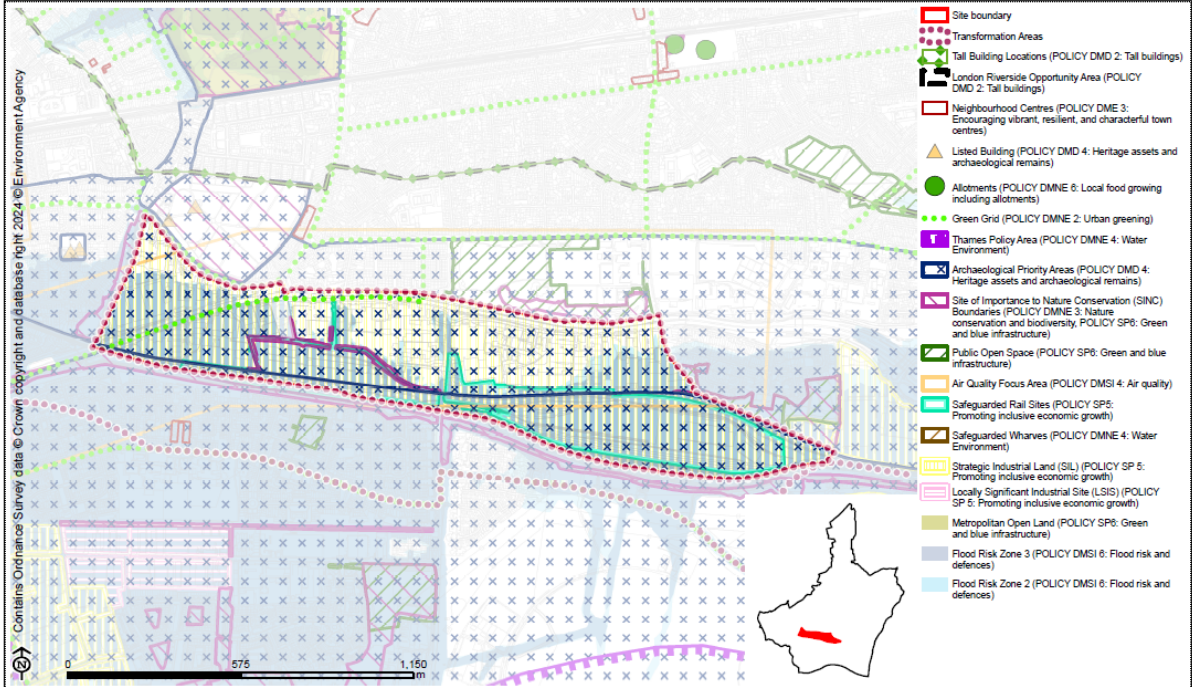 Contains Ordnance Survey data © Crown copyright and database right 2024 © Environment Agency
Site boundary
Transformation Areas
Tall Building Locations (POLICY DMD 2: Tall buildings)
London Riverside Opportunity Area (POLICY
DMD 2: Tall buildings)
Neighbourhood Centres (POLICY DME 3:
Encouraging vibrant, resilient, and characterful town
centres)
Listed Building (POLICY DMD 4: Heritage assets and
archaeological remains)
Allotments (POLICY DMNE 6: Local food growing
including allotments)
Green Grid (POLICY DMNE 2: Urban greening)
Thames Policy Area (POLICY DMNE 4: Water
Environment)
Archaeological Priority Areas (POLICY DMD 4:
Heritage assets and archaeological remains)
Site of Importance to Nature Conservation (SINC)
Boundaries (POLICY DMNE 3: Nature
conservation and biodiversity, POLICY SP6: Green
and blue infrastructure)
Public Open Space (POLICY SP6: Green and blue
infrastructure)
Air Quality Focus Area (POLICY DMSI 4: Air quality)
Safeguarded Rail Sites (POLICY SP5:
Promoting inclusive economic growth)
Safeguarded Wharves (POLICY DMNE 4: Water
Environment)
Strategic Industrial Land (SIL) (POLICY SP 5:
Promoting inclusive economic growth)
Locally Significant Industrial Site (LSIS) (POLICY
SP 5: Promoting inclusive economic growth)
Metropolitan Open Land (POLICY SP6: Green
and blue infrastructure)
Flood Risk Zone 3 (POLICY DMSI 6: Flood risk and
defences)
Flood Risk Zone 2 (POLICY DMSI 6: Flood risk and
defences)
N
0 575 1,150
m